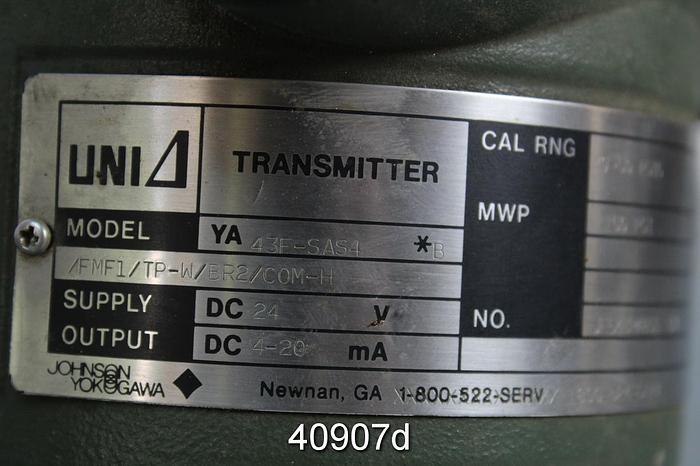 UNIΔ
TRANSMITTER
CAL RNG
MWP
MODEL YA 43F-SAS4 *B
/FMF1/TP-W/BR2/COM-H
SUPPLY DC 24 V
NO.
OUTPUT DC 4-20 mA
JOHNSON
YOKOGAWA
Newnan, GA 1-800-522-SERV
40907d